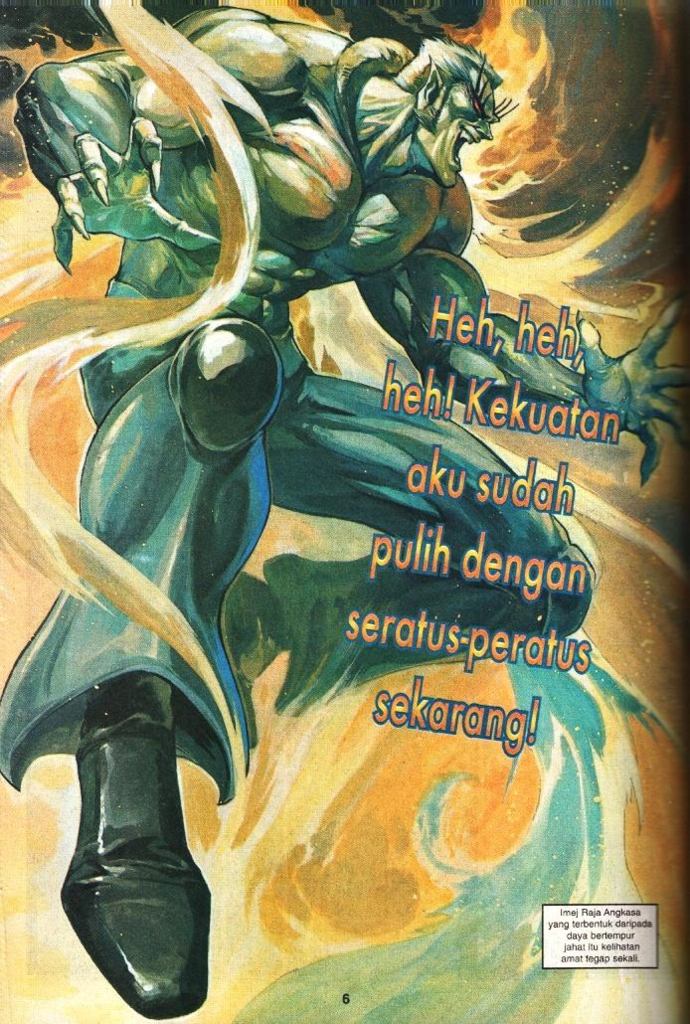 Heh, heh,
heh! Kekuatan
aku sudah
pulih dengan
seratus-peratus
sekarang!
Imej Raja Angkasa
yang terbentuk daripada
daya bertempur
jahat itu kelihatan
amat tegap sekali.
6